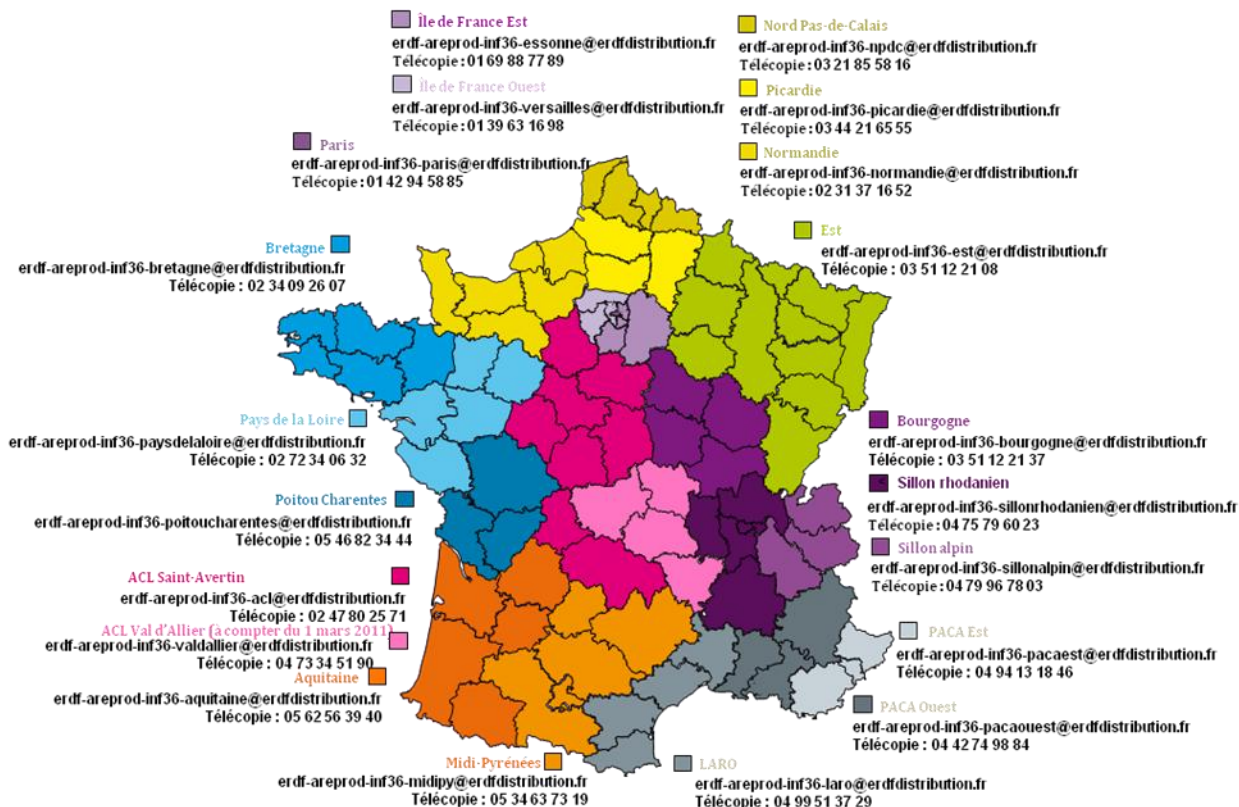 Île de France Est
erdf-areprod-inf36-essonne@erdfdistribution.fr
Télécopie : 01 69 88 77 89
Île de France Ouest
erdf-areprod-inf36-versailles@erdfdistribution.fr
Télécopie : 01 39 63 16 98
Paris
erdf-areprod-inf36-paris@erdfdistribution.fr
Télécopie : 01 42 94 58 85
Nord Pas-de-Calais
erdf-areprod-inf36-npdc@erdfdistribution.fr
Télécopie : 03 21 85 58 16
Picardie
erdf-areprod-inf36-picardie@erdfdistribution.fr
Télécopie : 03 44 21 65 55
Normandie
erdf-areprod-inf36-normandie@erdfdistribution.fr
Télécopie : 02 31 37 16 52
Bretagne
erdf-areprod-inf36-bretagne@erdfdistribution.fr
Télécopie : 02 34 09 26 07
Est
erdf-areprod-inf36-est@erdfdistribution.fr
Télécopie : 03 51 12 21 08
Pays de la Loire
erdf-areprod-inf36-paysdelaloire@erdfdistribution.fr
Télécopie : 02 72 34 06 32
Poitou Charentes
erdf-areprod-inf36-poitoucharentes@erdfdistribution.fr
Télécopie : 05 46 82 34 44
ACL Saint-Avertin
erdf-areprod-inf36-acl@erdfdistribution.fr
Télécopie : 02 47 80 25 71
ACL Val d'Allier (à compter du 1 mars 2011)
erdf-areprod-inf36-valdallier@erdfdistribution.fr
Télécopie : 04 73 34 51 90
Aquitaine
erdf-areprod-inf36-aquitaine@erdfdistribution.fr
Télécopie : 05 62 56 39 40
Midi-Pyrénées
erdf-areprod-inf36-midipy@erdfdistribution.fr
Télécopie : 05 34 63 73 19
Bourgogne
erdf-areprod-inf36-bourgogne@erdfdistribution.fr
Télécopie : 03 51 12 21 37
Sillon rhodanien
erdf-areprod-inf36-sillonrhodanien@erdfdistribution.fr
Télécopie : 04 75 79 60 23
Sillon alpin
erdf-areprod-inf36-sillonalpin@erdfdistribution.fr
Télécopie : 04 79 96 78 03
PACA Est
erdf-areprod-inf36-pacaest@erdfdistribution.fr
Télécopie : 04 94 13 18 46
PACA Ouest
erdf-areprod-inf36-pacaouest@erdfdistribution.fr
Télécopie : 04 42 74 98 84
LARO
erdf-areprod-inf36-laro@erdfdistribution.fr
Télécopie : 04 99 51 37 29